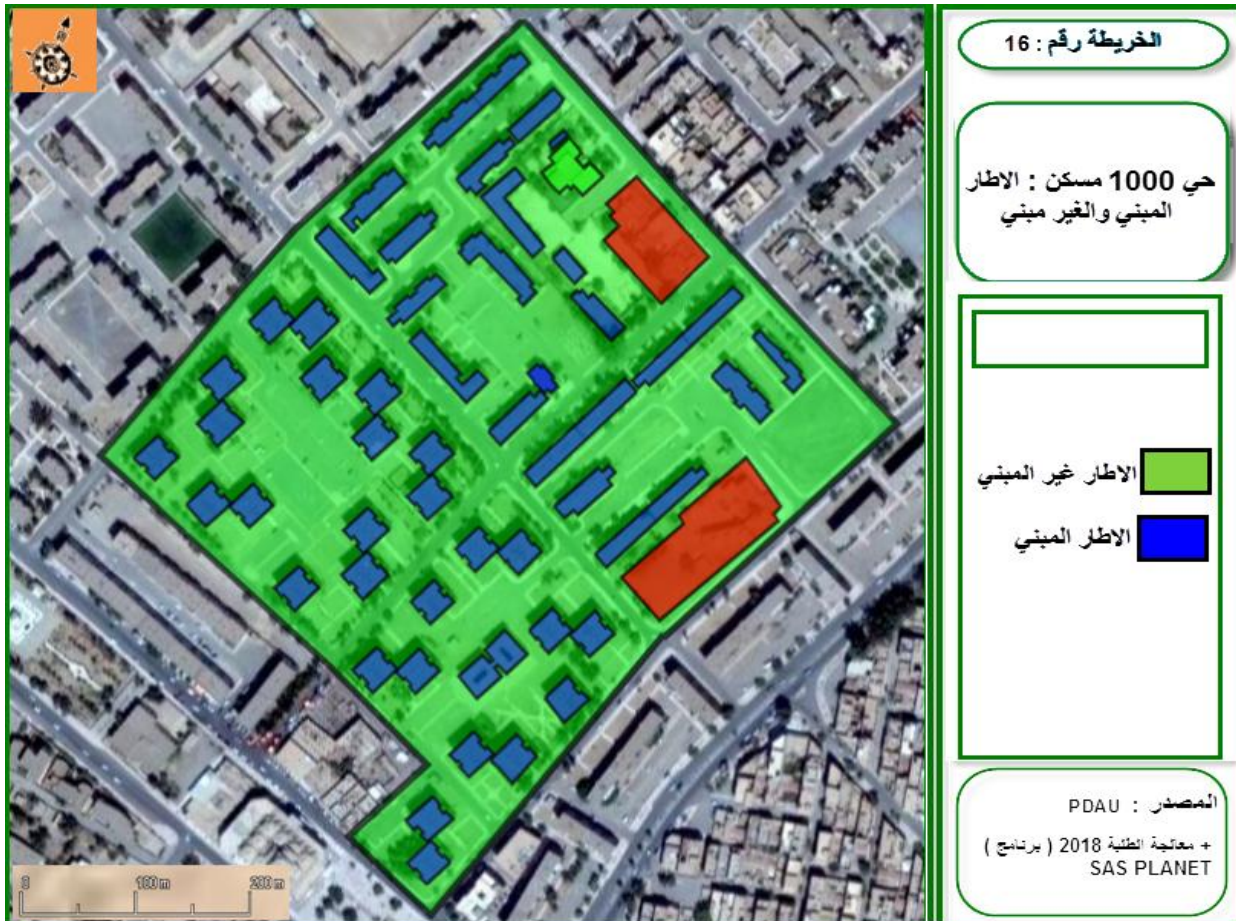 الخريطة رقم : 16
حي 1000 مسكن : الاطار
المبني والغير مبني
الاطار غير المبني
الاطار المبني
المصدر : PDAU
+ معالجة الطلبة 2018 ( برنامج )
SAS PLANET
0 100 m 200 m